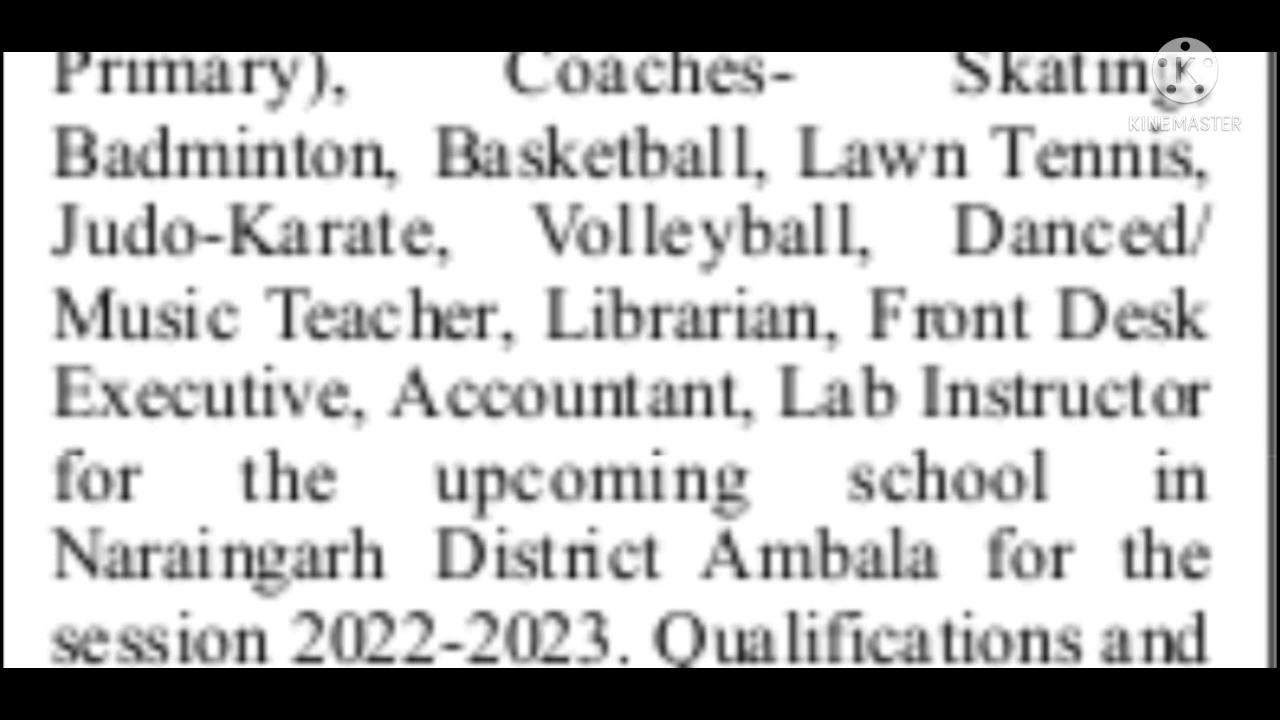 Primary), Coaches- Skating,
Badminton, Basketball, Lawn Tennis,
Judo-Karate, Volleyball, Danced/
Music Teacher, Librarian, Front Desk
Executive, Accountant, Lab Instructor
for the upcoming school in
Naraingarh District Ambala for the
session 2022-2023. Qualifications and
K
KINEMASTER